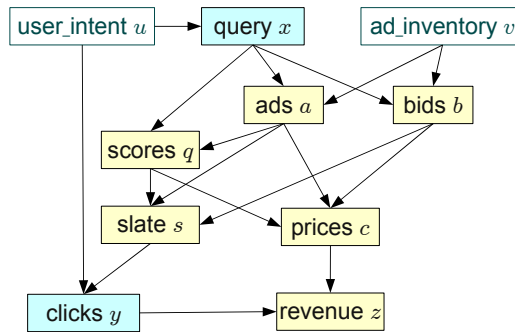 user_intent u
query x
ad_inventory v
ads a
bids b
scores q
slate s
prices c
clicks y
revenue z